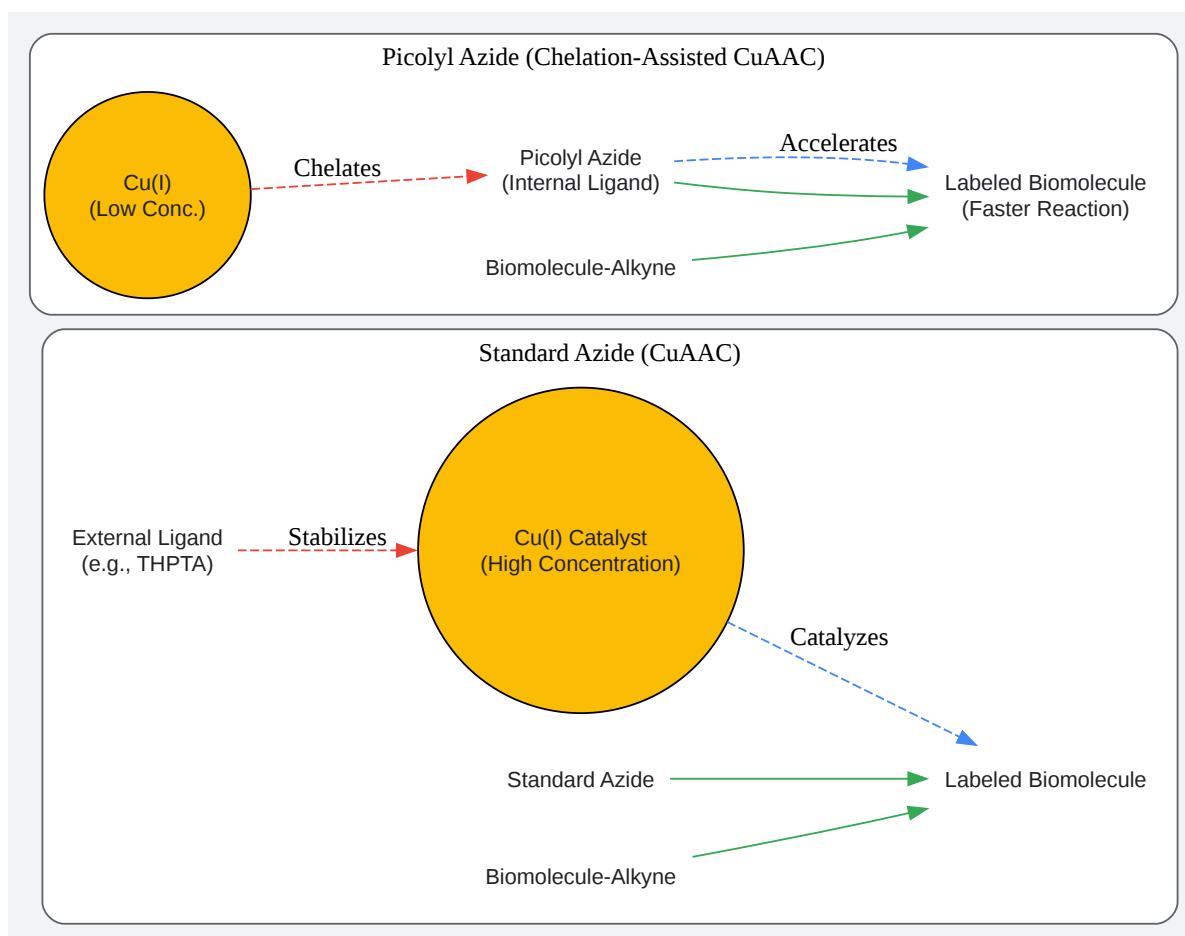 Picolyl Azide (Chelation-Assisted CuAAC)
Cu(I)
(Low Conc.)
Chelates
Picolyl Azide
(Internal Ligand)
Accelerates
Labeled Biomolecule
(Faster Reaction)
Biomolecule-Alkyne
Standard Azide (CuAAC)
External Ligand
(e.g., THPTA)
Stabilizes
Cu(I) Catalyst
(High Concentration)
Catalyzes
Standard Azide
Labeled Biomolecule
Biomolecule-Alkyne